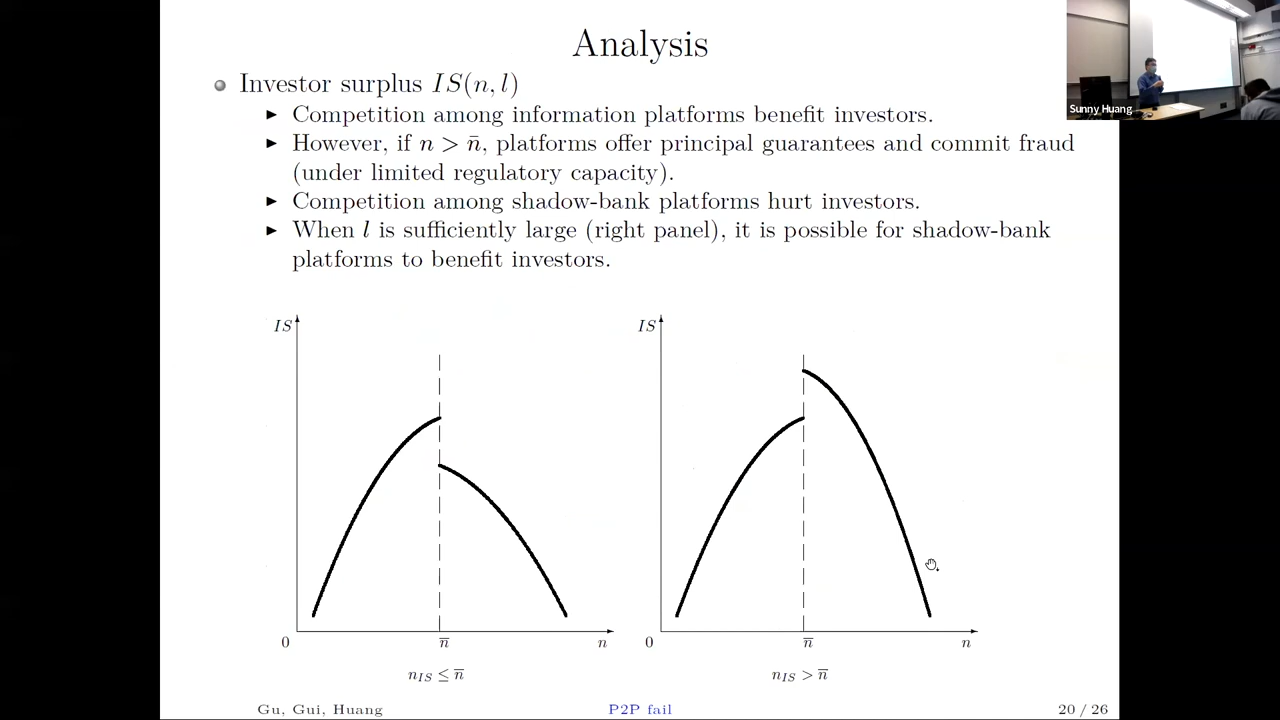 Analysis
Investor surplus IS(n, l)
Competition among information platforms benefit investors.
However, if n > n̄, platforms offer principal guarantees and commit fraud
(under limited regulatory capacity).
Competition among shadow-bank platforms hurt investors.
When l is sufficiently large (right panel), it is possible for shadow-bank
platforms to benefit investors.
Sunny Huang
IS
0
n̄
n
n_IS ≤ n̄
IS
0
n̄
n
n_IS > n̄
Gu, Gui, Huang
P2P fail
20 / 26